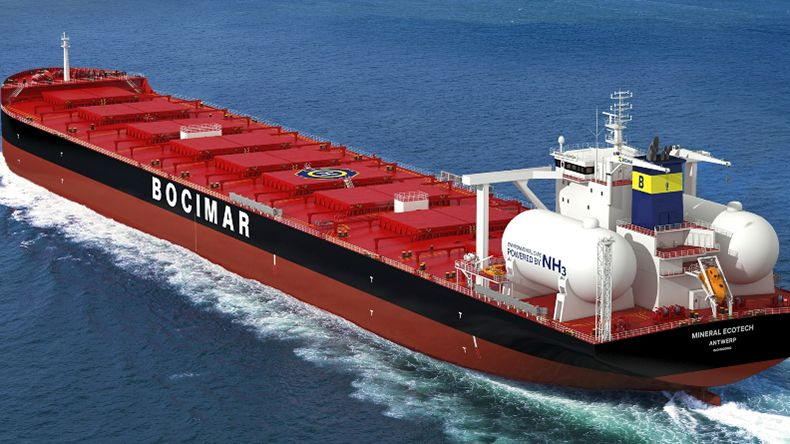 BOCIMAR
POWERED BY NH₃
B
MINERAL ECOTECH
ANTWERP